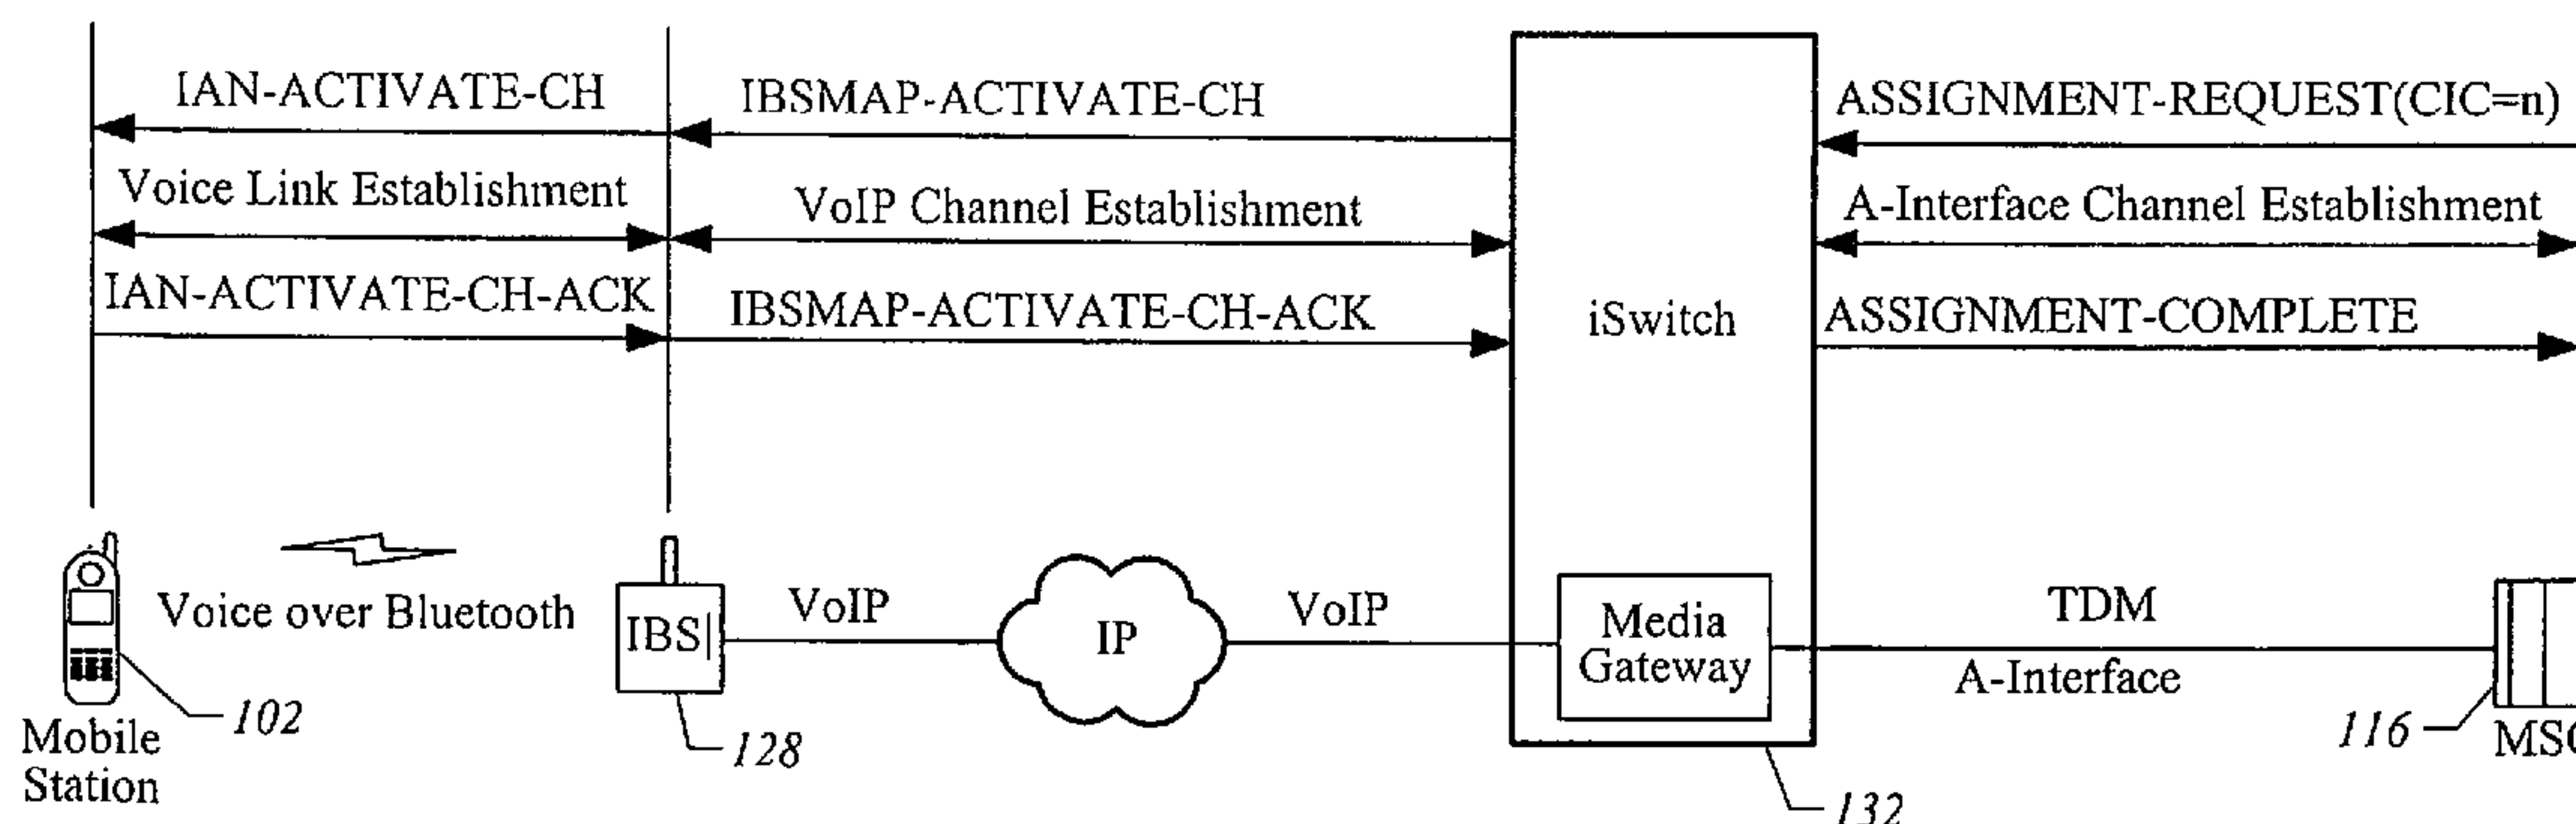 IAN-ACTIVATE-CH
IBSMAP-ACTIVATE-CH
ASSIGNMENT-REQUEST(CIC=n)
Voice Link Establishment
VoIP Channel Establishment
A-Interface Channel Establishment
IAN-ACTIVATE-CH-ACK
IBSMAP-ACTIVATE-CH-ACK
iSwitch
ASSIGNMENT-COMPLETE
Voice over Bluetooth
IBS
VoIP
IP
VoIP
Media
Gateway
TDM
A-Interface
102
Mobile
Station
128
132
116